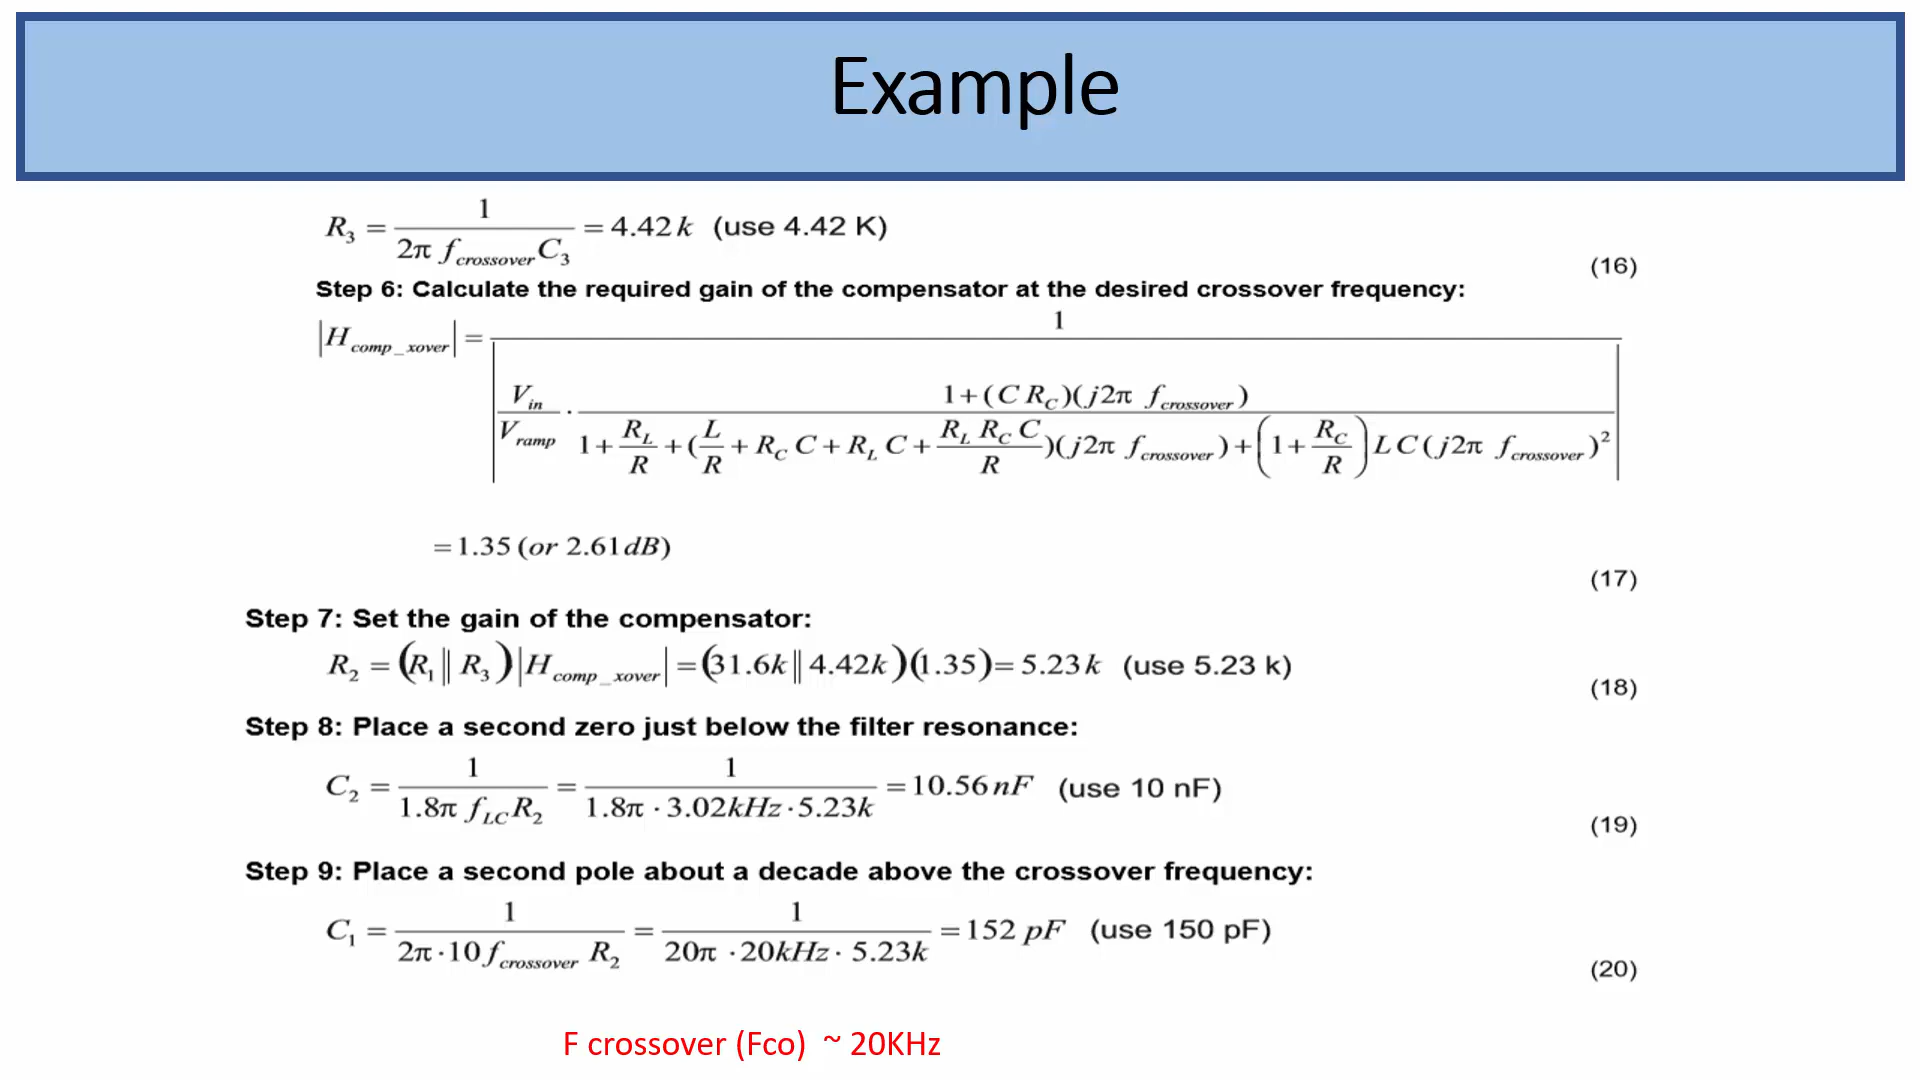 Example
R₃ = 1 / (2π f_crossover C₃) = 4.42 k (use 4.42 K)
(16)
Step 6: Calculate the required gain of the compensator at the desired crossover frequency:
|H_comp_xover| = 1 / | V_in / V_ramp · (1+(C R_C)(j2π f_crossover)) / (1+ R_L/R +( L/R + R_C C + R_L C + R_L R_C C/R )(j2π f_crossover) + (1+ R_C/R) L C (j2π f_crossover)² ) |
= 1.35 (or 2.61dB)
(17)
Step 7: Set the gain of the compensator:
R₂ = (R₁ ∥ R₃)|H_comp_xover| = (31.6k ∥ 4.42k)(1.35) = 5.23 k (use 5.23 k)
(18)
Step 8: Place a second zero just below the filter resonance:
C₂ = 1 / (1.8π f_LC R₂) = 1 / (1.8π · 3.02kHz · 5.23k) = 10.56 nF (use 10 nF)
(19)
Step 9: Place a second pole about a decade above the crossover frequency:
C₁ = 1 / (2π · 10 f_crossover R₂) = 1 / (20π · 20kHz · 5.23k) = 152 pF (use 150 pF)
(20)
F crossover (Fco) ~ 20KHz